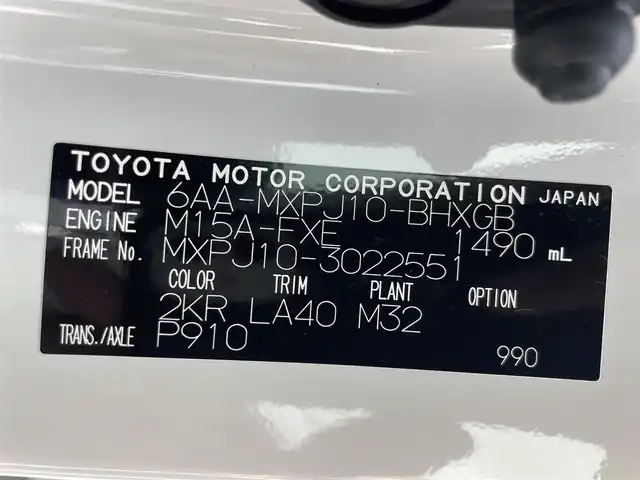 TOYOTA MOTOR CORPORATION JAPAN
MODEL 6AA-MXPJ10-BHXGB
ENGINE M15A-FXE 1490 mL
FRAME No. MXPJ10-3022551
COLOR TRIM PLANT OPTION
2KR LA40 M32
TRANS./AXLE P910 990